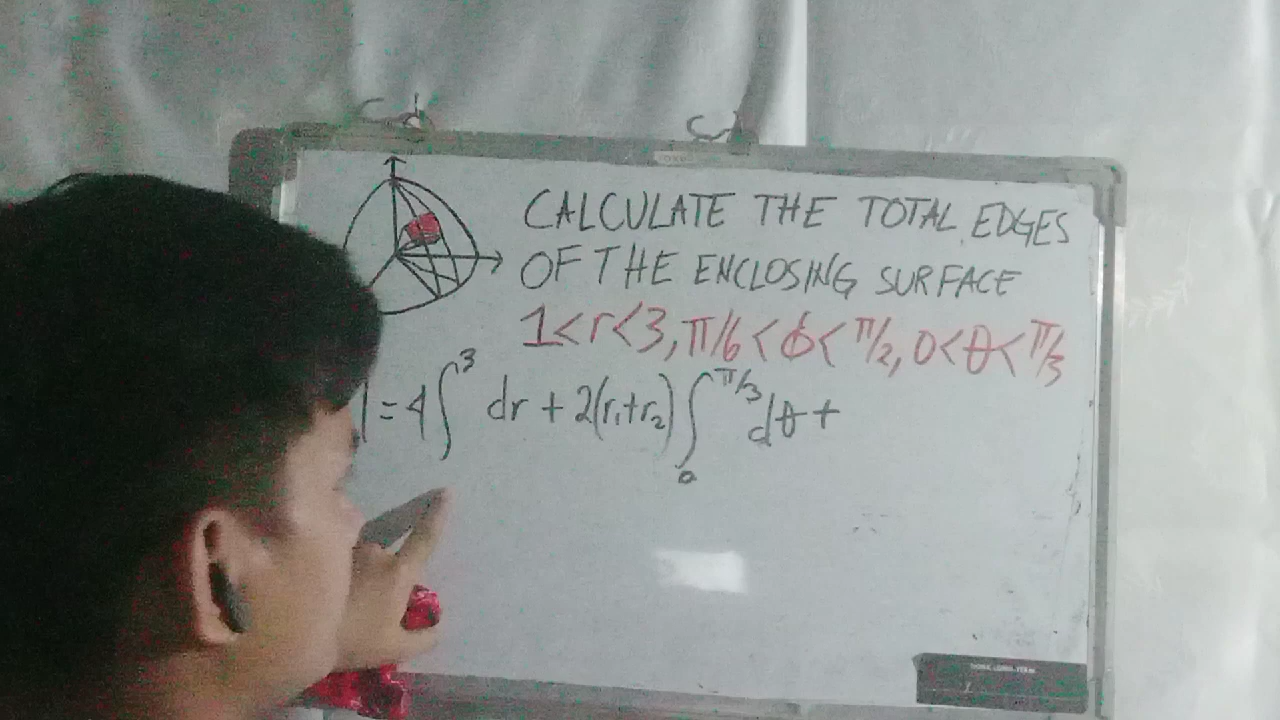 CALCULATE THE TOTAL EDGES
OF THE ENCLOSING SURFACE
1<r<3, π/6<ϕ<π/2, 0<θ<π/3
l=4∫³ dr+2(r₁+r₂)∫₀^π/3 dθ+